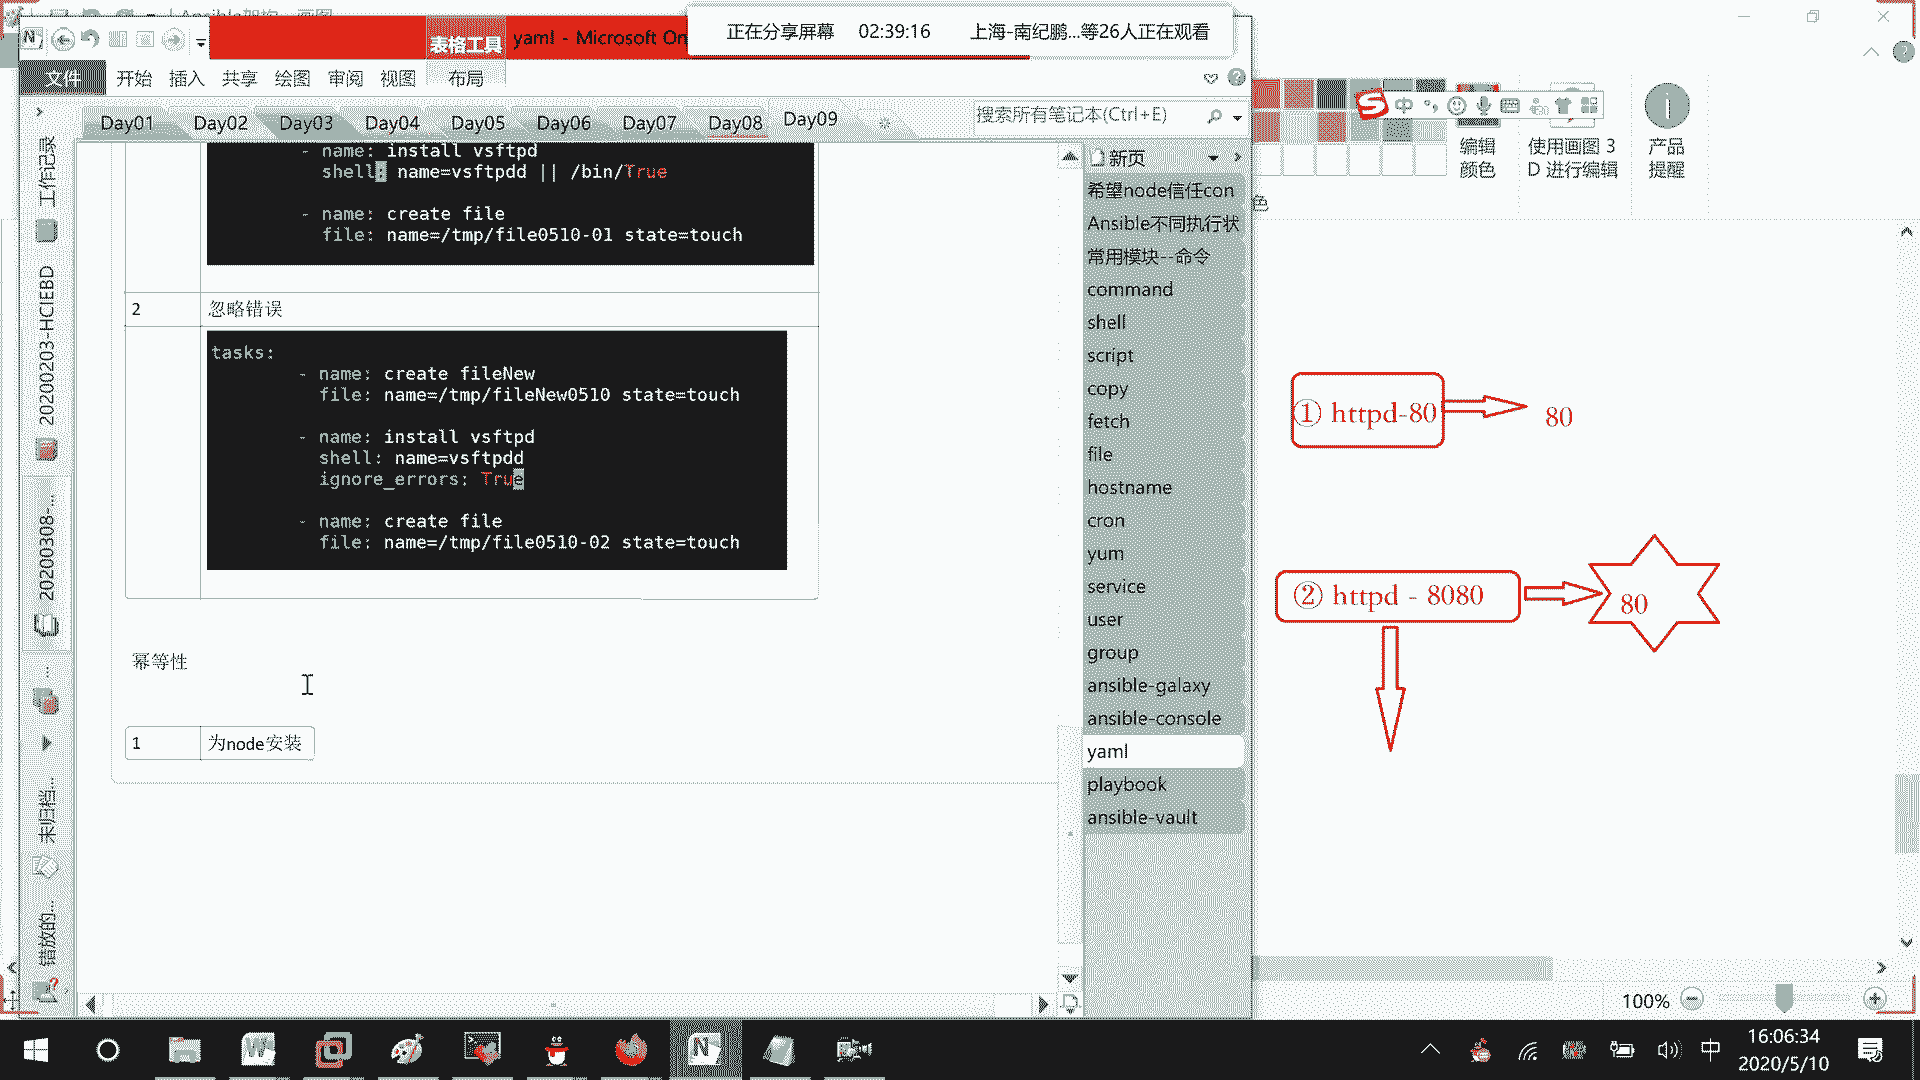 正在分享屏幕 02:39:16 上海-南纪鹏...等26人正在观看
表格工具 yaml - Microsoft On
文件 开始 插入 共享 绘图 审阅 视图 布局
Day01 Day02 Day03 Day04 Day05 Day06 Day07 Day08 Day09
搜索所有笔记本(Ctrl+E)
工作记录
20200203-HCIEBD
20200308-...
未归档...
错放的...
- name: install vsftpd
shell: name=vsftpdd || /bin/True
- name: create file
file: name=/tmp/file0510-01 state=touch
2 忽略错误
tasks:
- name: create fileNew
file: name=/tmp/fileNew0510 state=touch
- name: install vsftpd
shell: name=vsftpdd
ignore_errors: True
- name: create file
file: name=/tmp/file0510-02 state=touch
幂等性
1 为node安装
新页
希望node信任con
Ansible不同执行状
常用模块--命令
command
shell
script
copy
fetch
file
hostname
cron
yum
service
user
group
ansible-galaxy
ansible-console
yaml
playbook
ansible-vault
编辑
颜色
使用画图 3
D 进行编辑
产品
提醒
① httpd-80
80
② httpd - 8080
80
100%
中
16:06:34
2020/5/10